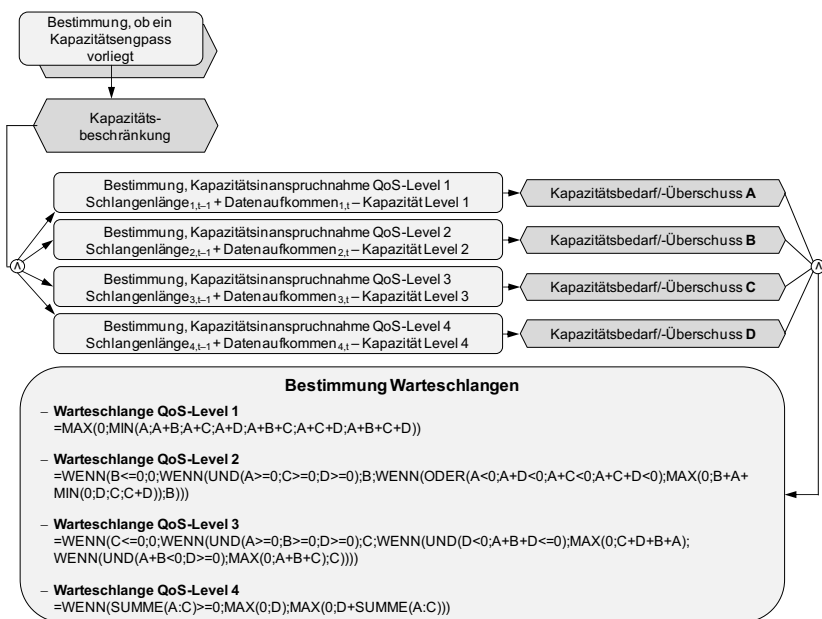 Bestimmung, ob ein
Kapazitätsengpass
vorliegt
Kapazitäts-
beschränkung
Bestimmung, Kapazitätsinanspruchnahme QoS-Level 1
Schlangenlänge1,t–1 + Datenaufkommen1,t – Kapazität Level 1
Kapazitätsbedarf/-Überschuss A
Bestimmung, Kapazitätsinanspruchnahme QoS-Level 2
Schlangenlänge2,t–1 + Datenaufkommen2,t – Kapazität Level 2
Kapazitätsbedarf/-Überschuss B
Bestimmung, Kapazitätsinanspruchnahme QoS-Level 3
Schlangenlänge3,t–1 + Datenaufkommen3,t – Kapazität Level 3
Kapazitätsbedarf/-Überschuss C
Bestimmung, Kapazitätsinanspruchnahme QoS-Level 4
Schlangenlänge4,t–1 + Datenaufkommen4,t – Kapazität Level 4
Kapazitätsbedarf/-Überschuss D
∧
∧
Bestimmung Warteschlangen
– Warteschlange QoS-Level 1
=MAX(0;MIN(A;A+B;A+C;A+D;A+B+C;A+C+D;A+B+C+D))
– Warteschlange QoS-Level 2
=WENN(B<=0;0;WENN(UND(A>=0;C>=0;D>=0);B;WENN(ODER(A<0;A+D<0;A+C<0;A+C+D<0);MAX(0;B+A+
MIN(0;D;C;C+D));B)))
– Warteschlange QoS-Level 3
=WENN(C<=0;0;WENN(UND(A>=0;B>=0;D>=0);C;WENN(UND(D<0;A+B+D<=0);MAX(0;C+D+B+A);
WENN(UND(A+B<0;D>=0);MAX(0;A+B+C);C))))
– Warteschlange QoS-Level 4
=WENN(SUMME(A:C)>=0;MAX(0;D);MAX(0;D+SUMME(A:C)))